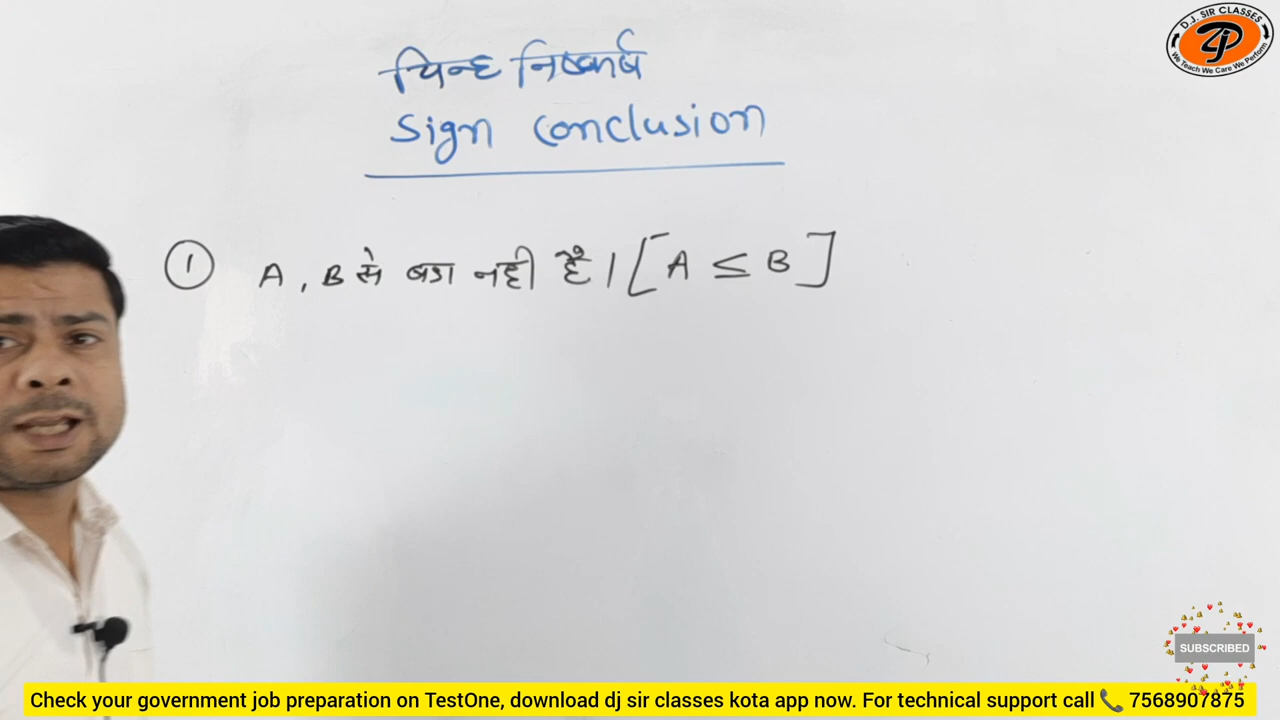 D.J. SIR CLASSES
We Teach We Care We Perform
चिन्ह निष्कर्ष
Sign Conclusion
① A, B से बडा नही है। [A ≤ B]
SUBSCRIBED
Check your government job preparation on TestOne, download dj sir classes kota app now. For technical support call 📞 7568907875